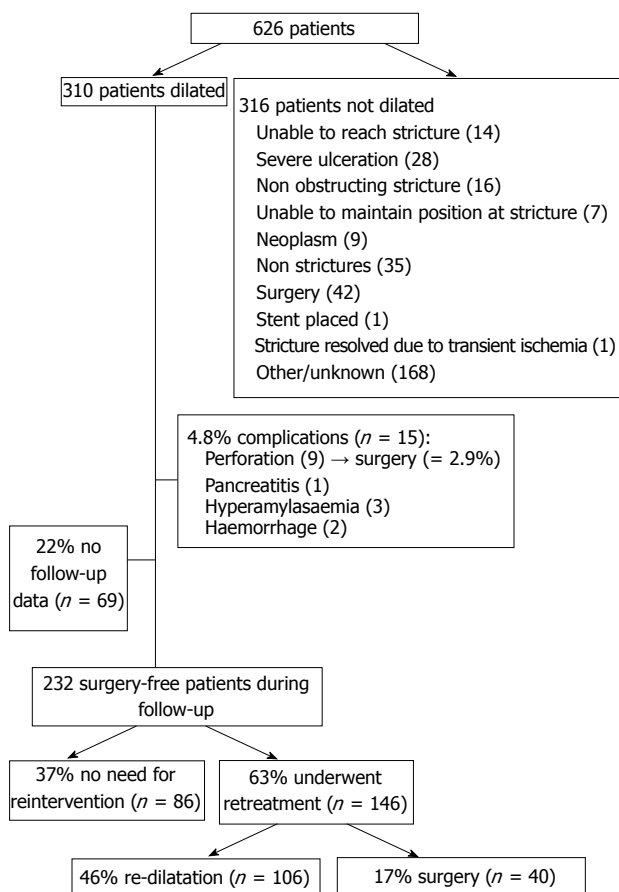 626 patients
310 patients dilated
316 patients not dilated
Unable to reach stricture (14)
Severe ulceration (28)
Non obstructing stricture (16)
Unable to maintain position at stricture (7)
Neoplasm (9)
Non strictures (35)
Surgery (42)
Stent placed (1)
Stricture resolved due to transient ischemia (1)
Other/unknown (168)
4.8% complications (n = 15):
Perforation (9) → surgery (= 2.9%)
Pancreatitis (1)
Hyperamylasaemia (3)
Haemorrhage (2)
22% no
follow-up
data (n = 69)
232 surgery-free patients during
follow-up
37% no need for
reintervention (n = 86)
63% underwent
retreatment (n = 146)
46% re-dilatation (n = 106)
17% surgery (n = 40)